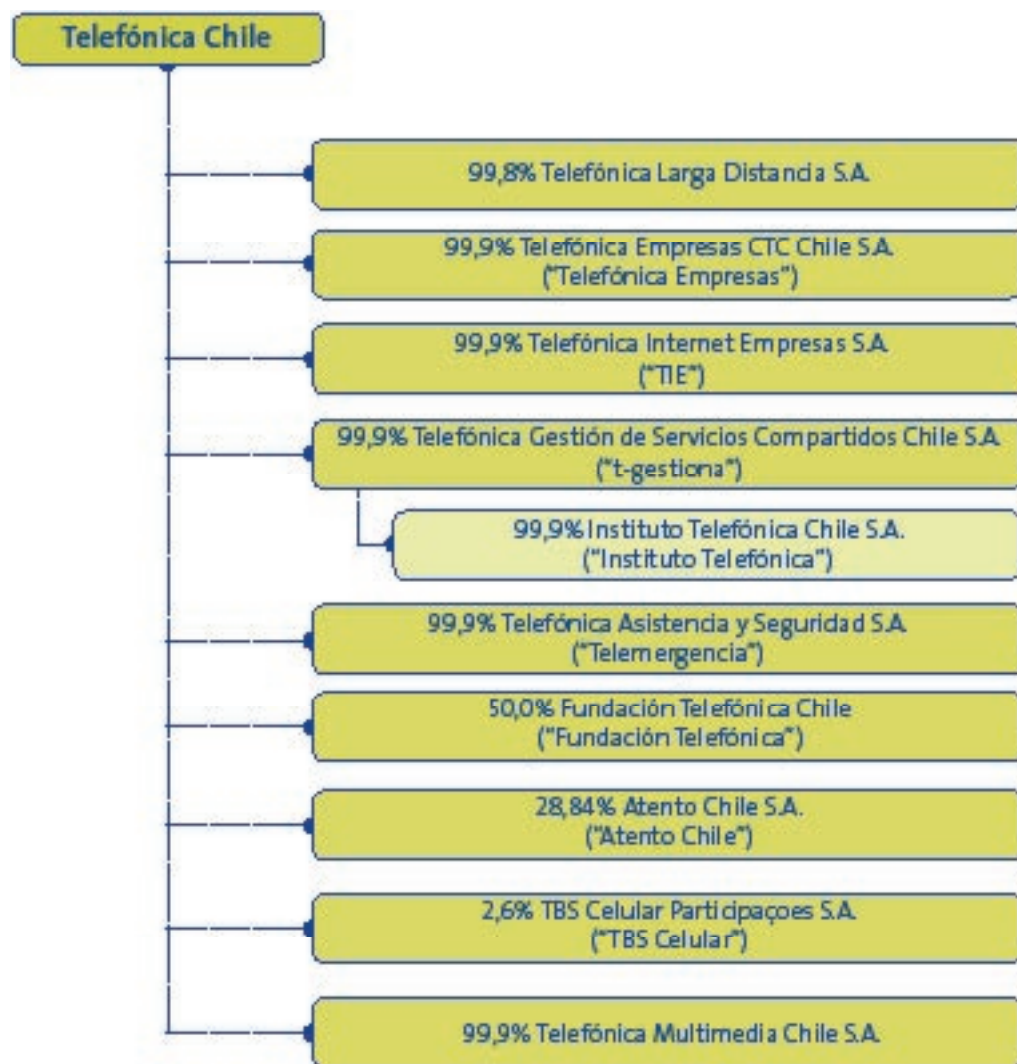 Telefónica Chile
99,8% Telefónica Larga Distancia S.A.
99,9% Telefónica Empresas CTC Chile S.A.
("Telefónica Empresas")
99,9% Telefónica Internet Empresas S.A.
("TIE")
99,9% Telefónica Gestión de Servicios Compartidos Chile S.A.
("t-gestiona")
99,9% Instituto Telefónica Chile S.A.
("Instituto Telefónica")
99,9% Telefónica Asistencia y Seguridad S.A.
("Telemergencia")
50,0% Fundación Telefónica Chile
("Fundación Telefónica")
28,84% Atento Chile S.A.
("Atento Chile")
2,6% TBS Celular Participaçoes S.A.
("TBS Celular")
99,9% Telefónica Multimedia Chile S.A.